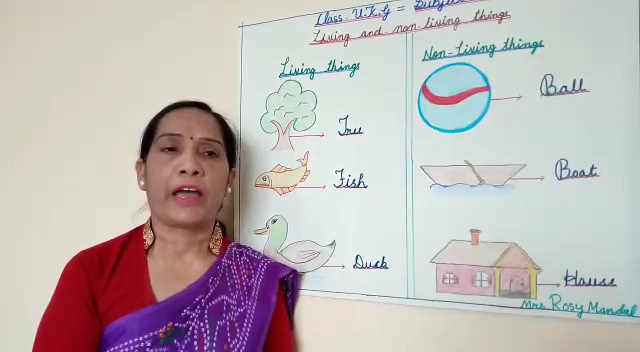 Class U.K.G = Subject
Living and non living things
Living things
Tree
Fish
Duck
Non-Living things
Ball
Boat
House
Mrs Rosy Mandal